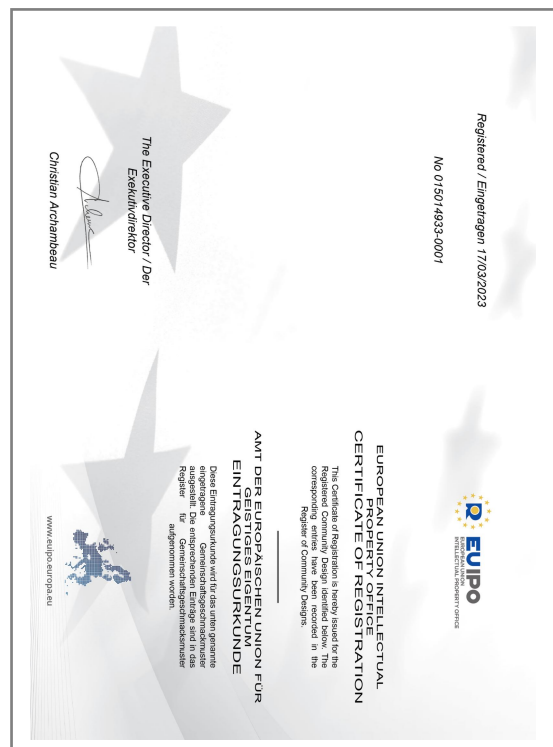 Registered / Eingetragen 17/03/2023
No 015014933-0001
EUIPO
EUROPEAN UNION
INTELLECTUAL PROPERTY OFFICE
EUROPEAN UNION INTELLECTUAL
PROPERTY OFFICE
CERTIFICATE OF REGISTRATION
This Certificate of Registration is hereby issued for the
Registered Community Design identified below. The
corresponding entries have been recorded in the
Register of Community Designs.
AMT DER EUROPÄISCHEN UNION FÜR
GEISTIGES EIGENTUM
EINTRAGUNGSURKUNDE
Diese Eintragungsurkunde wird für das unten genannte
eingetragene Gemeinschaftsgeschmackmuster
ausgestellt. Die entsprechenden Einträge sind in das
Register für Gemeinschaftsgeschmacksmuster
aufgenommen worden.
The Executive Director / Der
Exekutivdirektor
Christian Archambeau
www.euipo.europa.eu